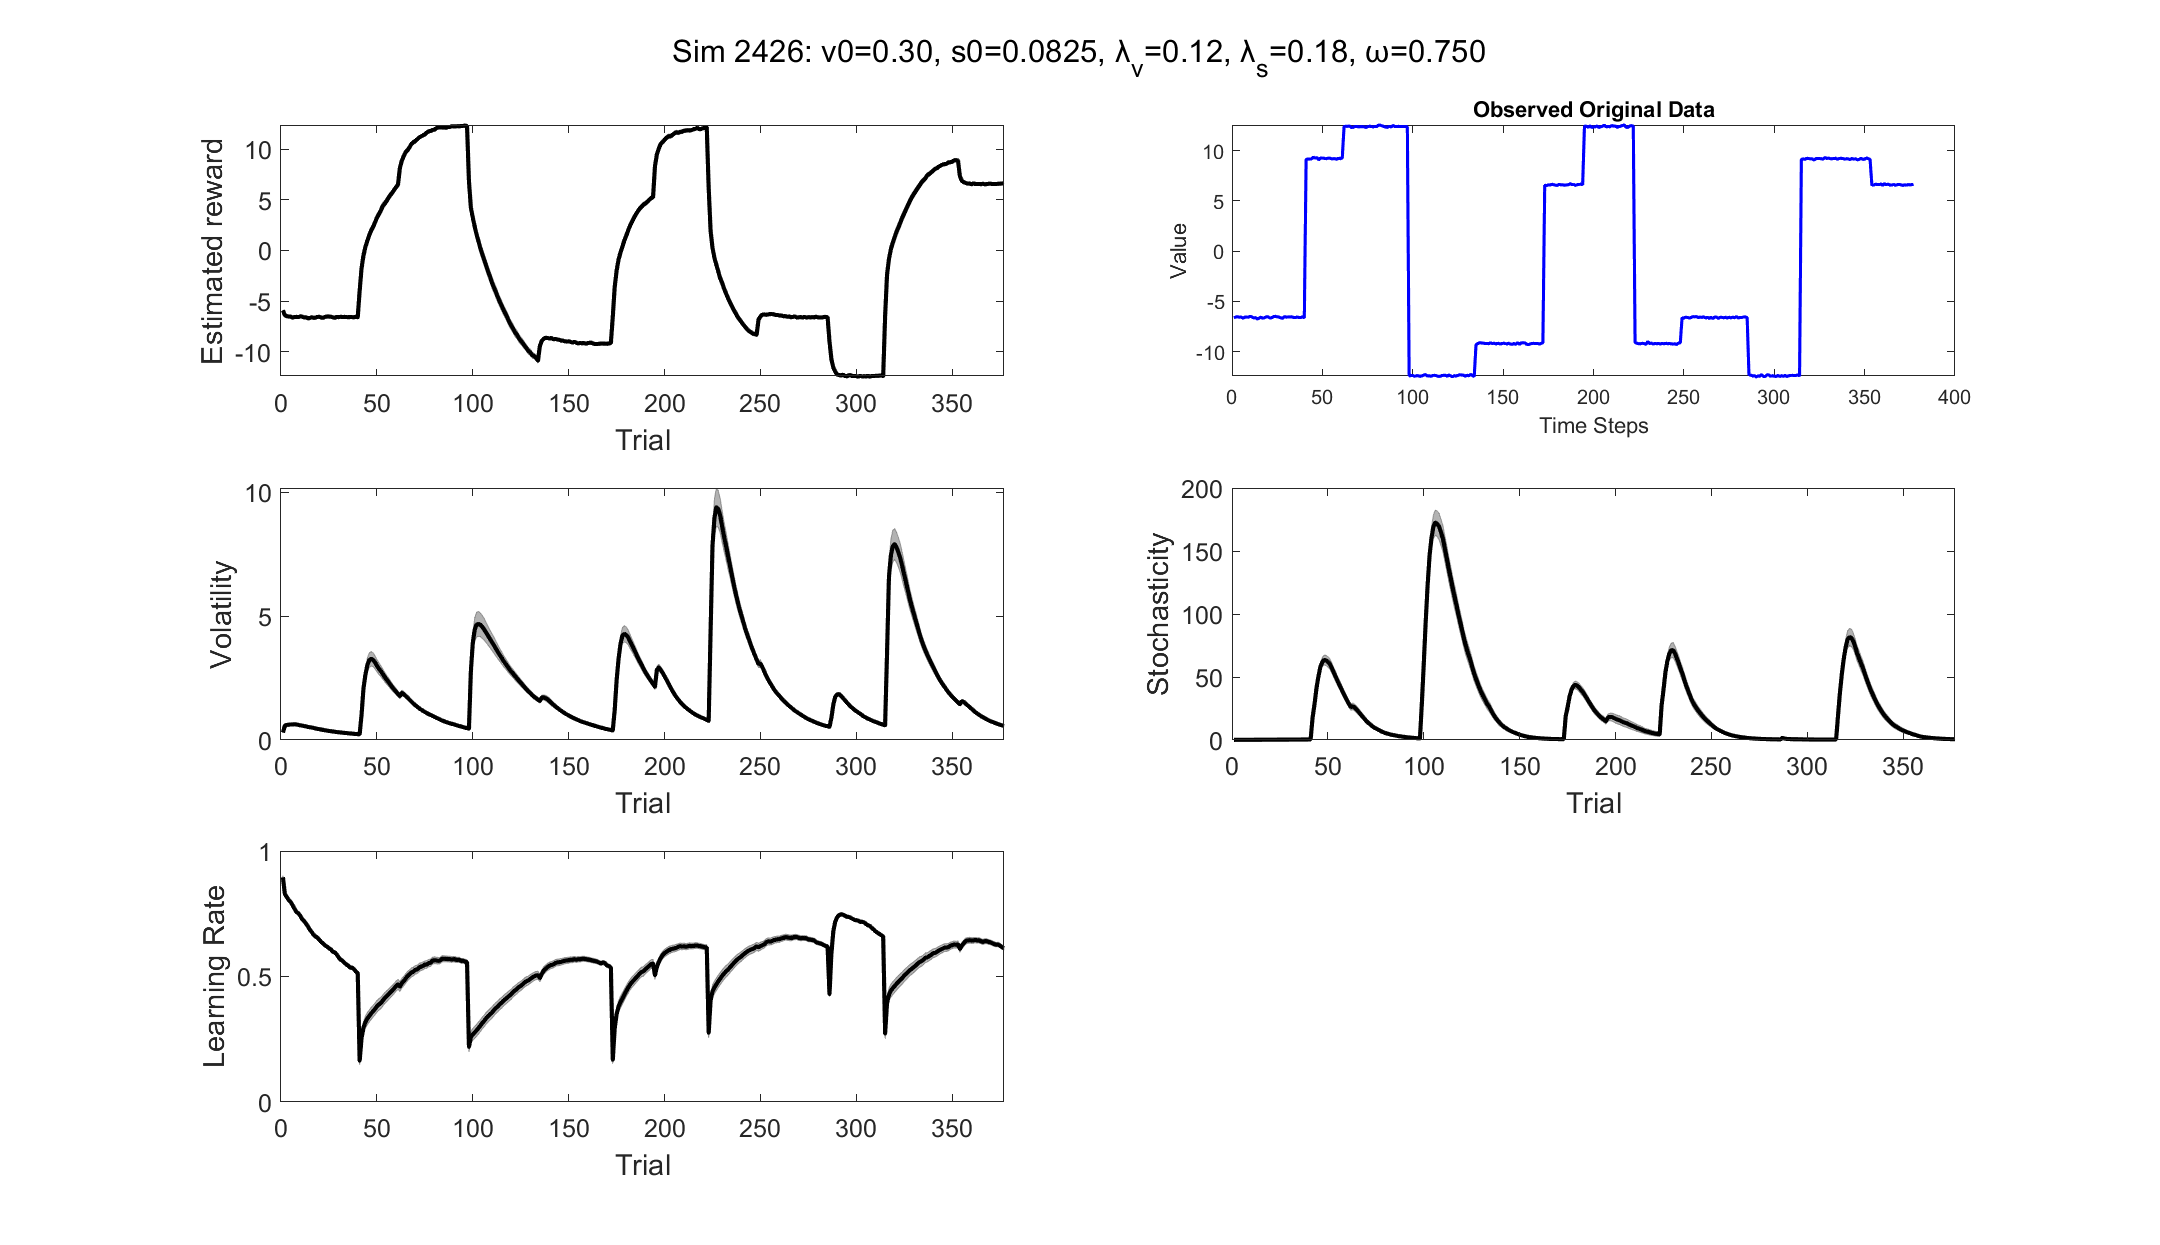 Sim 2426: v0=0.30, s0=0.0825, λ_v=0.12, λ_s=0.18, ω=0.750
Estimated reward
10
5
0
-5
-10
0 50 100 150 200 250 300 350
Trial
Observed Original Data
Value
10
5
0
-5
-10
0 50 100 150 200 250 300 350 400
Time Steps
Volatility
10
5
0
0 50 100 150 200 250 300 350
Trial
Stochasticity
200
150
100
50
0
0 50 100 150 200 250 300 350
Trial
Learning Rate
1
0.5
0
0 50 100 150 200 250 300 350
Trial